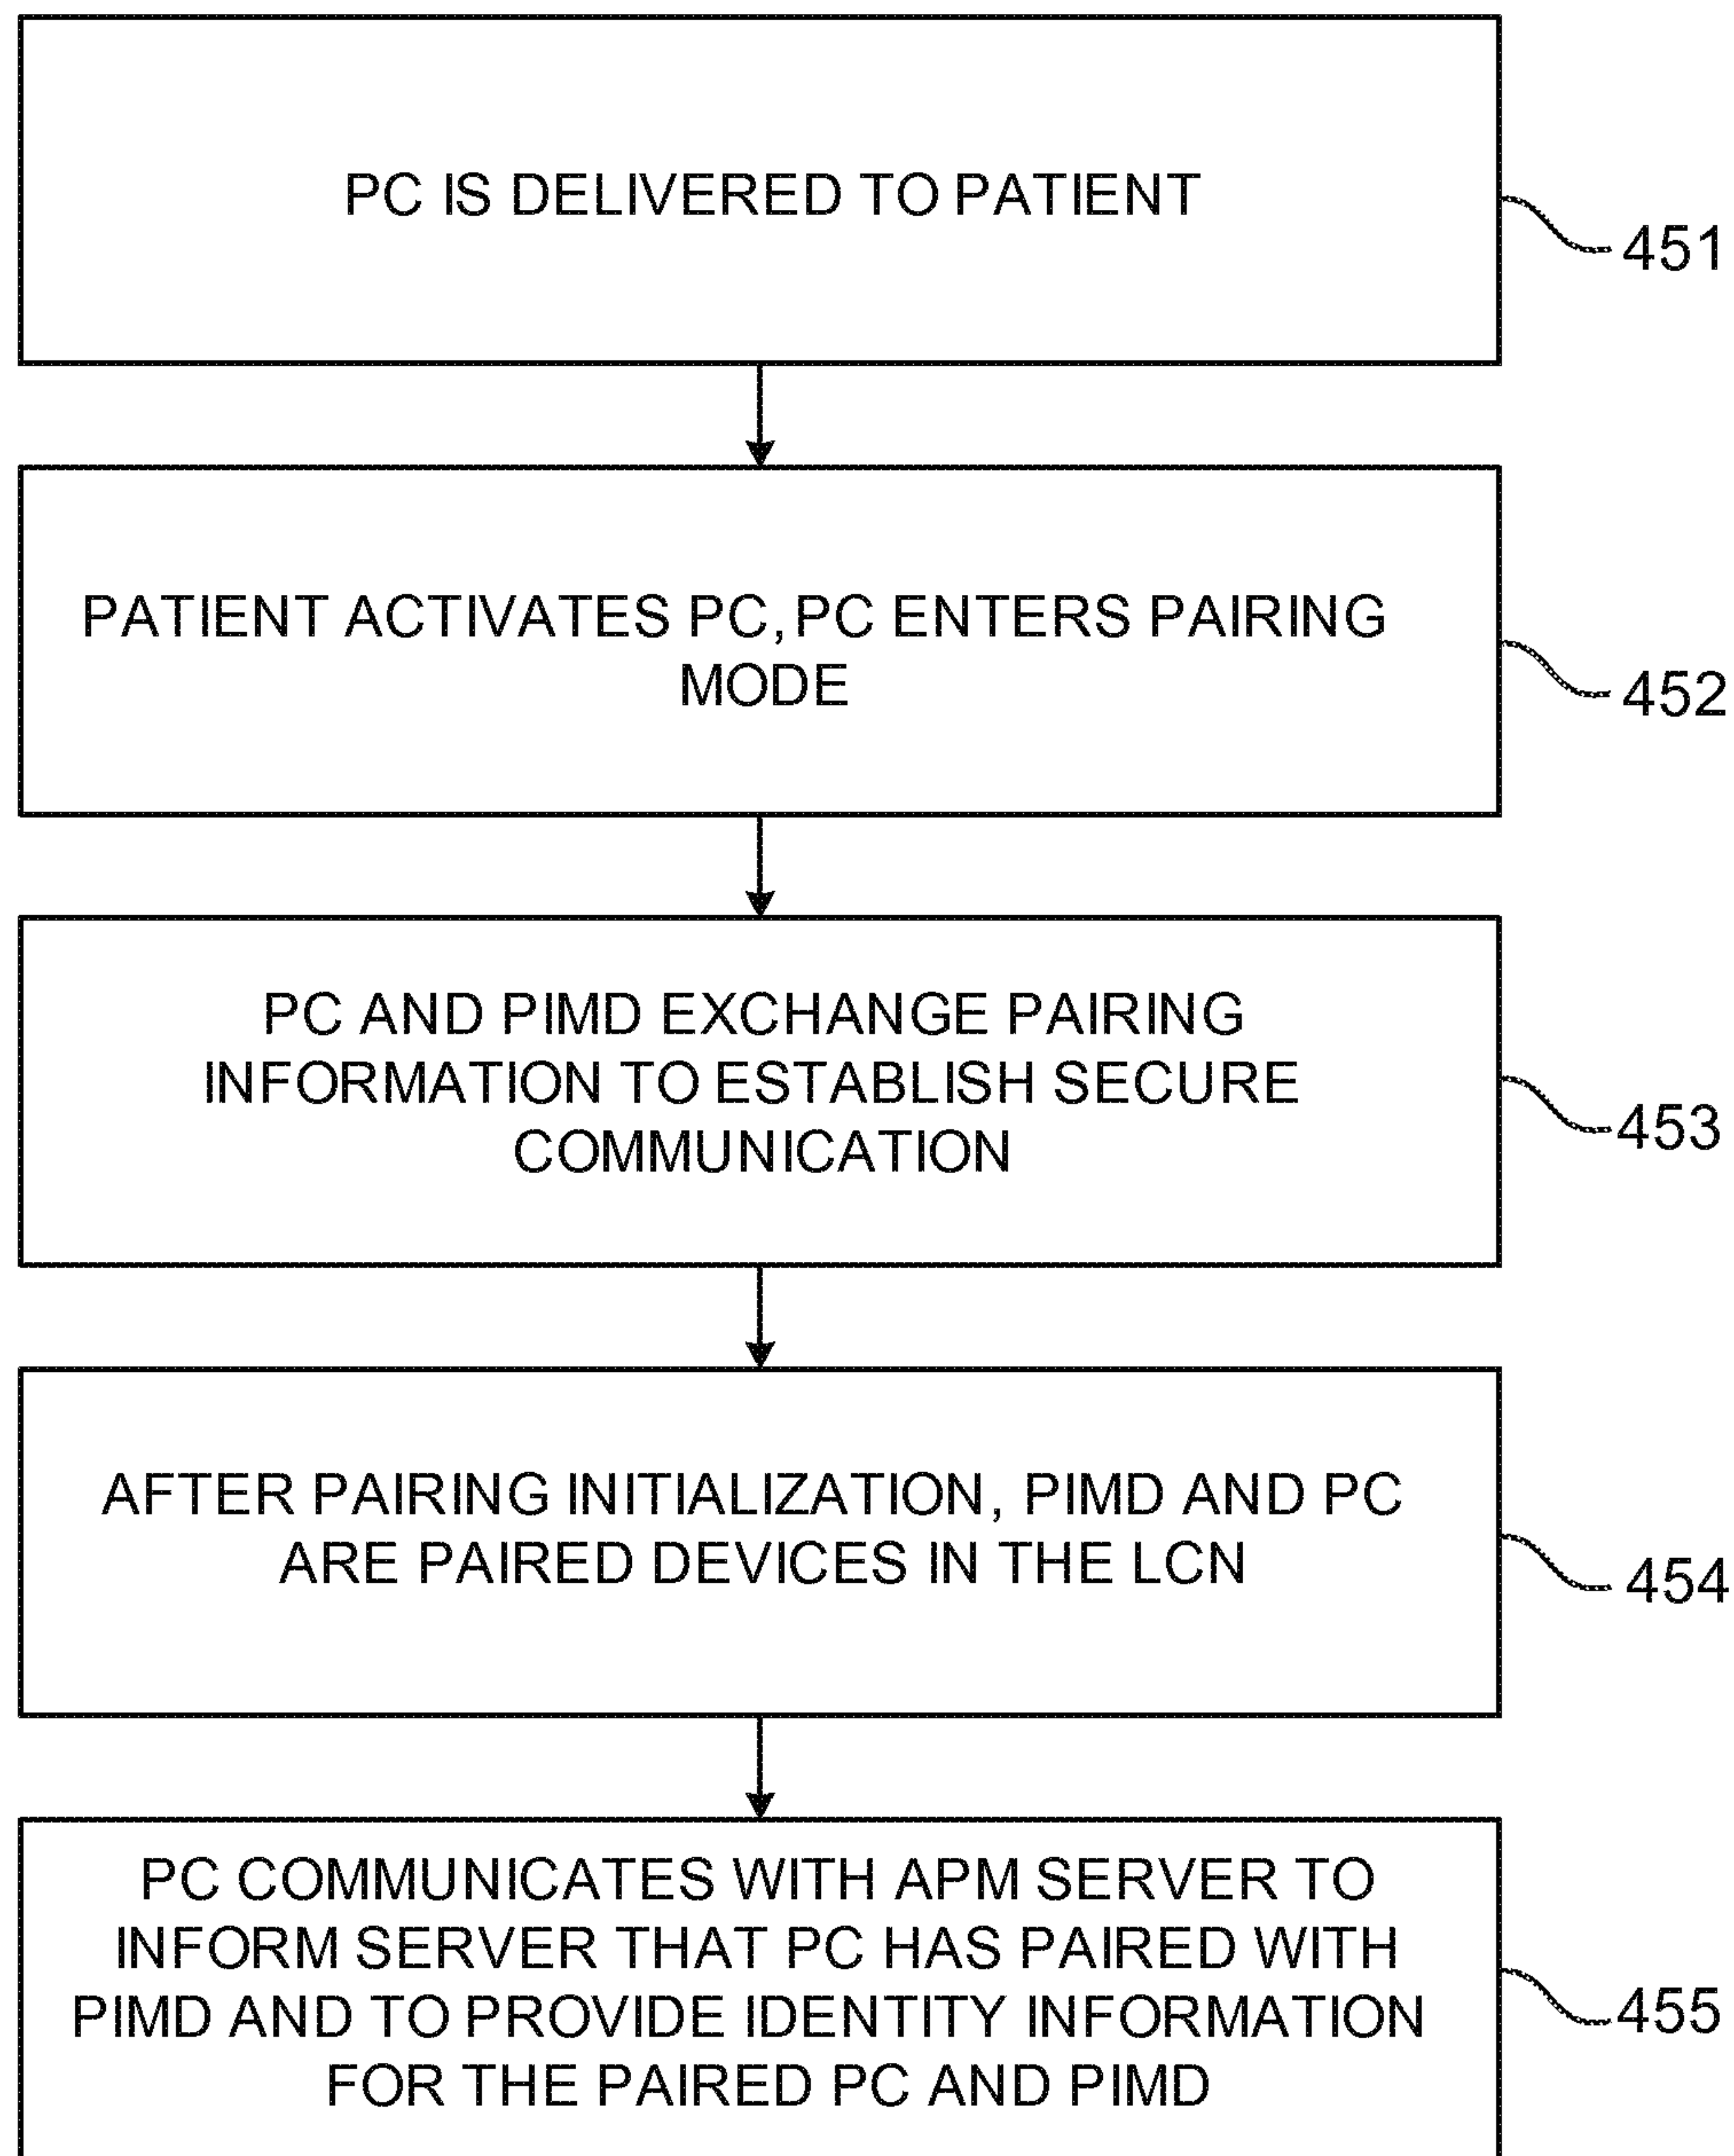 PC IS DELIVERED TO PATIENT
451
PATIENT ACTIVATES PC, PC ENTERS PAIRING
MODE
452
PC AND PIMD EXCHANGE PAIRING
INFORMATION TO ESTABLISH SECURE
COMMUNICATION
453
AFTER PAIRING INITIALIZATION, PIMD AND PC
ARE PAIRED DEVICES IN THE LCN
454
PC COMMUNICATES WITH APM SERVER TO
INFORM SERVER THAT PC HAS PAIRED WITH
PIMD AND TO PROVIDE IDENTITY INFORMATION
FOR THE PAIRED PC AND PIMD
455